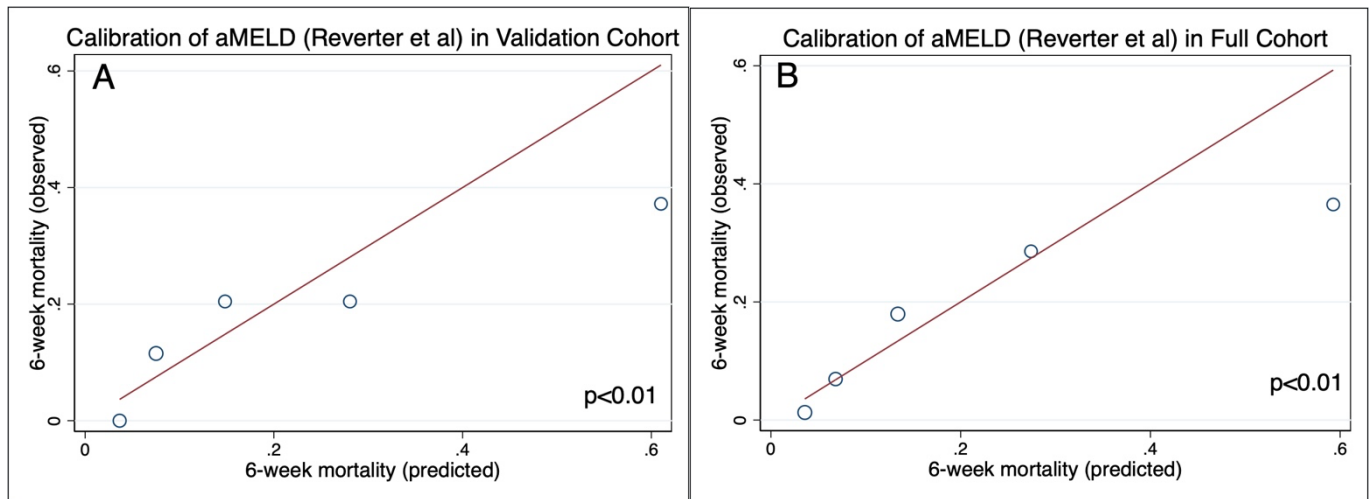 Calibration of aMELD (Reverter et al) in Validation Cohort
A
6-week mortality (observed)
.6
.4
.2
0
p<0.01
0 .2 .4 .6
6-week mortality (predicted)
Calibration of aMELD (Reverter et al) in Full Cohort
B
6-week mortality (observed)
.6
.4
.2
0
p<0.01
0 .2 .4 .6
6-week mortality (predicted)